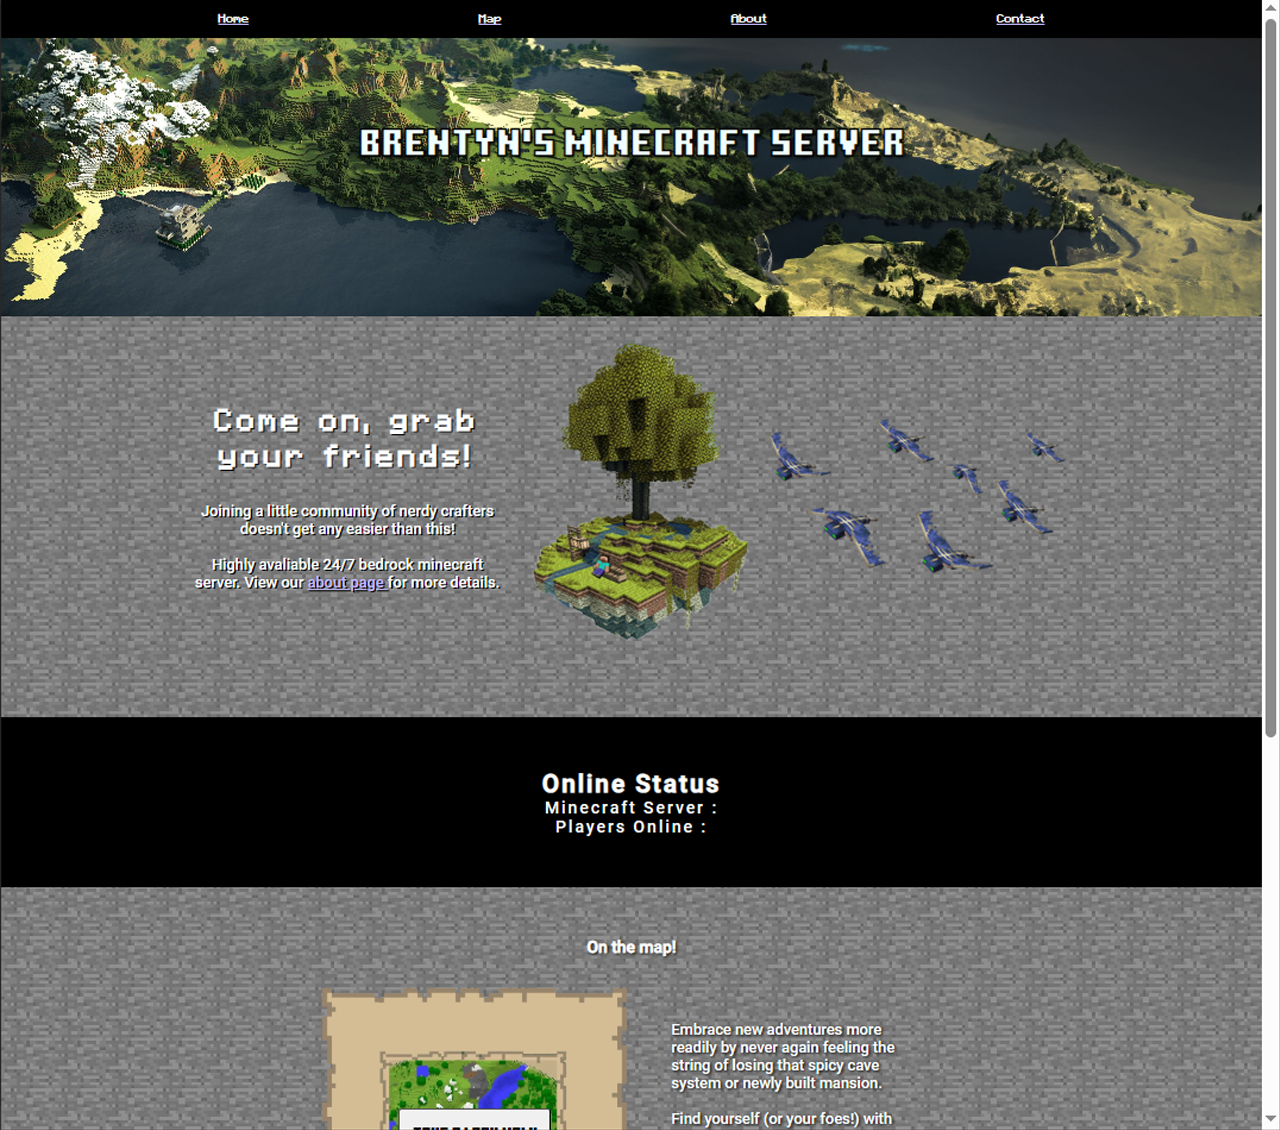 Home Map About Contact
BRENTYN'S MINECRAFT SERVER
Come on, grab
your friends!
Joining a little community of nerdy crafters
doesn't get any easier than this!
Highly avaliable 24/7 bedrock minecraft
server. View our about page for more details.
Online Status
Minecraft Server :
Players Online :
On the map!
Embrace new adventures more
readily by never again feeling the
string of losing that spicy cave
system or newly built mansion.
Find yourself (or your foes!) with